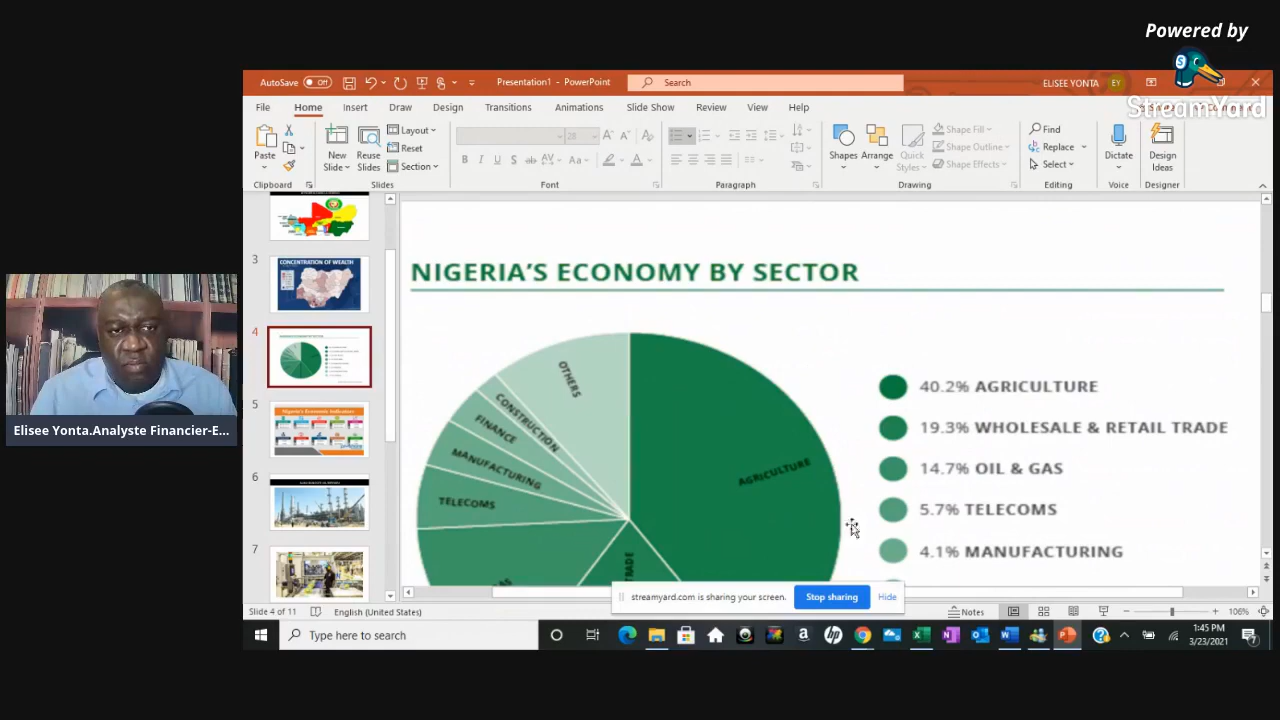 Powered by
StreamYard
AutoSave Off
Presentation1 - PowerPoint
Search
ELISEE YONTA
EY
File Home Insert Draw Design Transitions Animations Slide Show Review View Help
Paste
New Slide
Reuse Slides
Layout
Reset
Section
28
Shapes
Arrange
Quick Styles
Shape Fill
Shape Outline
Shape Effects
Find
Replace
Select
Dictate
Design Ideas
Clipboard Slides Font Paragraph Drawing Editing Voice Designer
3
CONCENTRATION OF WEALTH
4
NIGERIA'S ECONOMY BY SECTOR
5
Nigeria's Economic Indicators
6
7
NIGERIA'S ECONOMY BY SECTOR
OTHERS
CONSTRUCTION
FINANCE
MANUFACTURING
TELECOMS
AGRICULTURE
TRADE
40.2% AGRICULTURE
19.3% WHOLESALE & RETAIL TRADE
14.7% OIL & GAS
5.7% TELECOMS
4.1% MANUFACTURING
Elisee Yonta.Analyste Financier-E...
streamyard.com is sharing your screen.
Stop sharing
Hide
Slide 4 of 11
English (United States)
Notes
106%
Type here to search
1:45 PM
3/23/2021